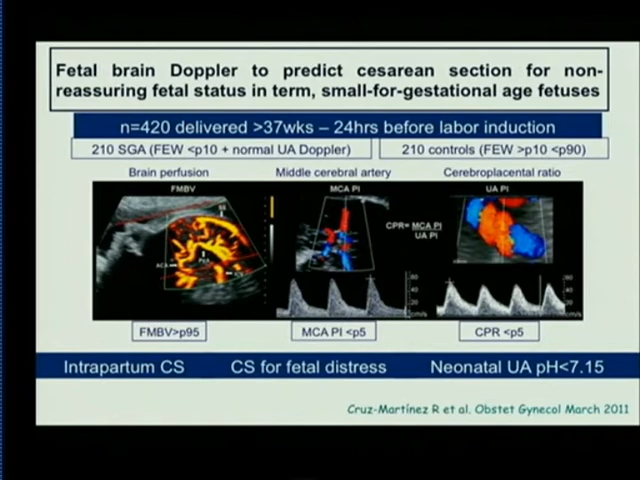 Fetal brain Doppler to predict cesarean section for non-
reassuring fetal status in term, small-for-gestational age fetuses
n=420 delivered >37wks – 24hrs before labor induction
210 SGA (FEW <p10 + normal UA Doppler)
210 controls (FEW >p10 <p90)
Brain perfusion
Middle cerebral artery
Cerebroplacental ratio
FMBV
MCA PI
UA PI
CPR= MCA PI
UA PI
ACA
cm/s
cm/s
FMBV>p95
MCA PI <p5
CPR <p5
Intrapartum CS
CS for fetal distress
Neonatal UA pH<7.15
Cruz-Martínez R et al. Obstet Gynecol March 2011